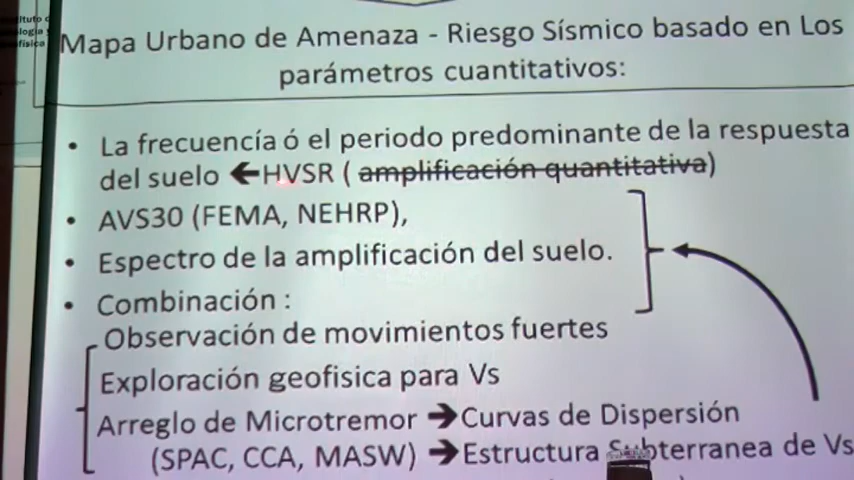 Mapa Urbano de Amenaza - Riesgo Sísmico basado en Los
parámetros cuantitativos:
• La frecuencía ó el periodo predominante de la respuesta
del suelo ←HVSR ( amplificación quantitativa)
• AVS30 (FEMA, NEHRP),
• Espectro de la amplificación del suelo.
• Combinación :
Observación de movimientos fuertes
Exploración geofisica para Vs
Arreglo de Microtremor →Curvas de Dispersión
(SPAC, CCA, MASW) →Estructura Subterranea de Vs